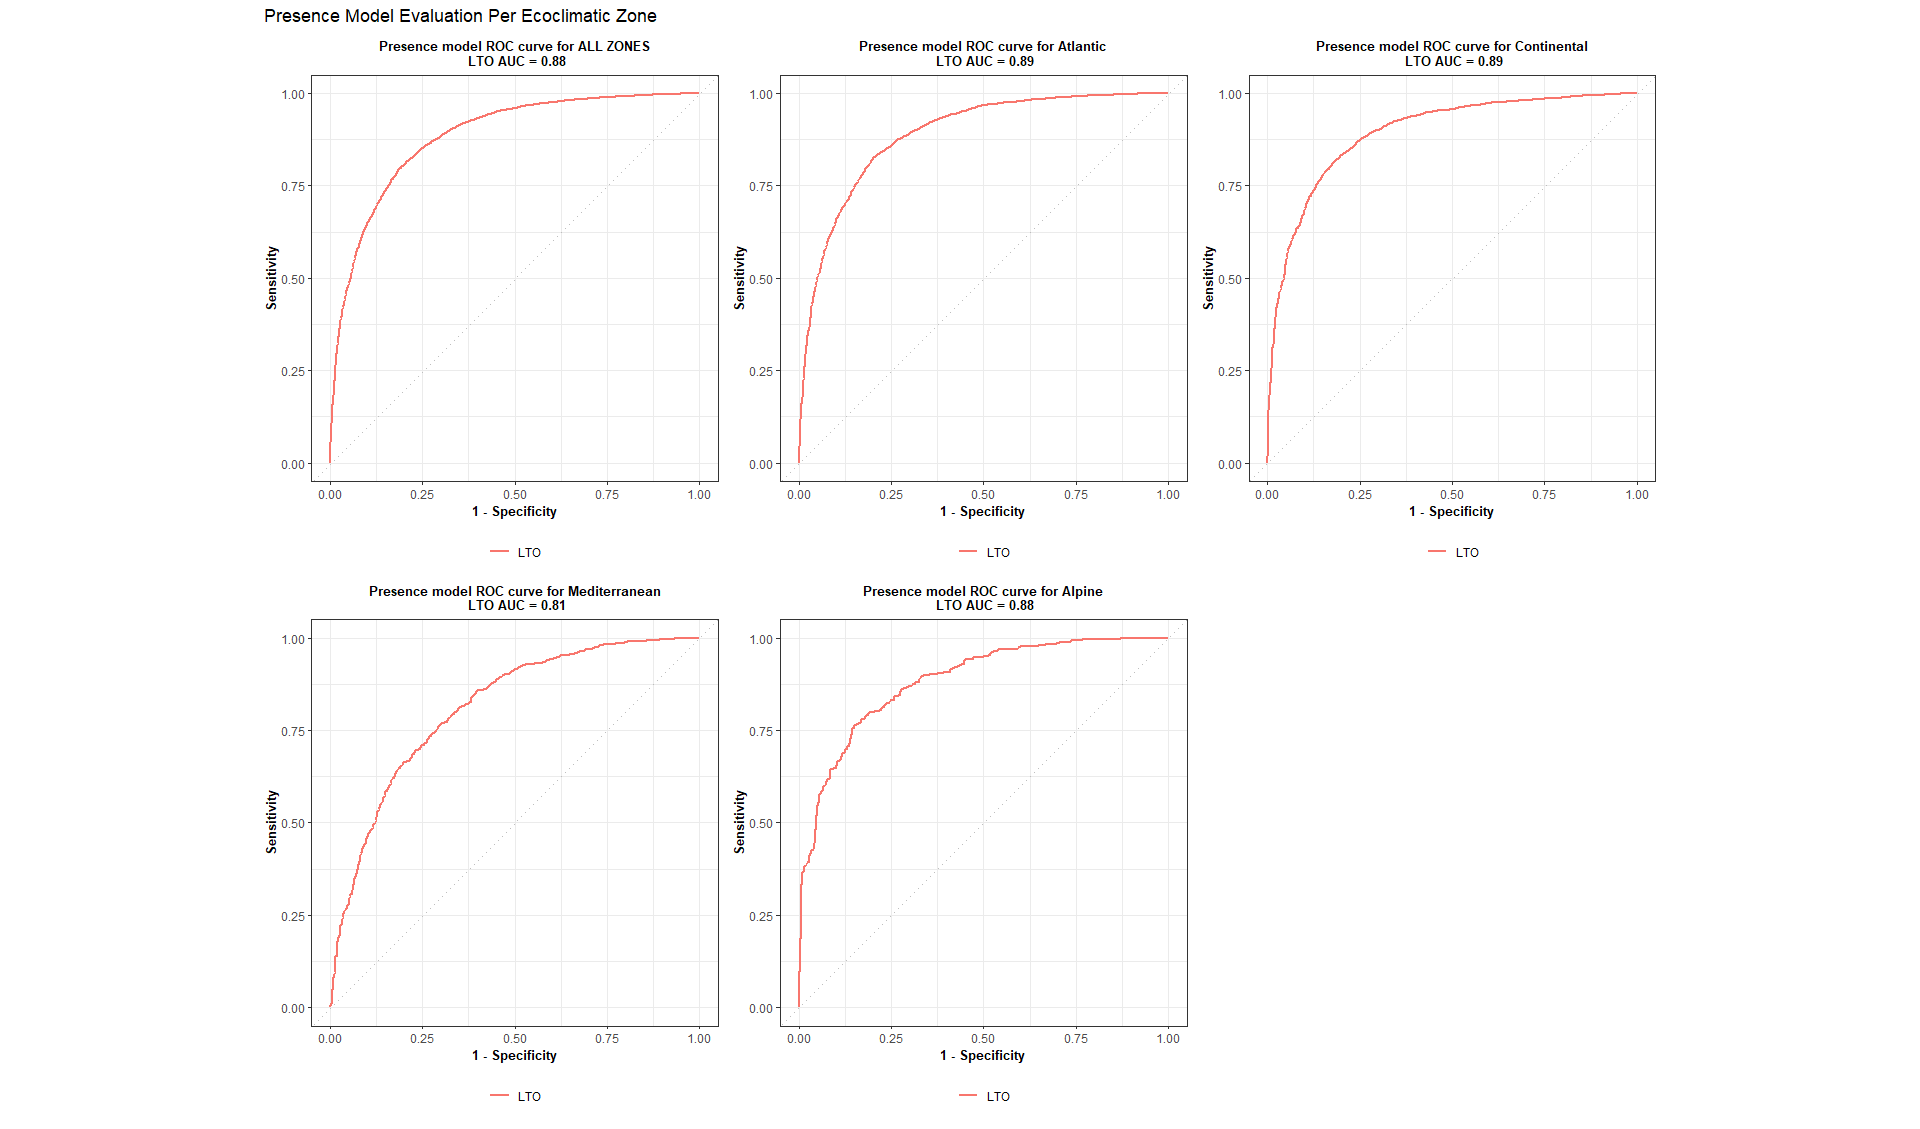 Presence Model Evaluation Per Ecoclimatic Zone
Presence model ROC curve for ALL ZONES
LTO AUC = 0.88
1.00
0.75
0.50
0.25
0.00
Sensitivity
0.00 0.25 0.50 0.75 1.00
1 - Specificity
LTO
Presence model ROC curve for Atlantic
LTO AUC = 0.89
1.00
0.75
0.50
0.25
0.00
Sensitivity
0.00 0.25 0.50 0.75 1.00
1 - Specificity
LTO
Presence model ROC curve for Continental
LTO AUC = 0.89
1.00
0.75
0.50
0.25
0.00
Sensitivity
0.00 0.25 0.50 0.75 1.00
1 - Specificity
LTO
Presence model ROC curve for Mediterranean
LTO AUC = 0.81
1.00
0.75
0.50
0.25
0.00
Sensitivity
0.00 0.25 0.50 0.75 1.00
1 - Specificity
LTO
Presence model ROC curve for Alpine
LTO AUC = 0.88
1.00
0.75
0.50
0.25
0.00
Sensitivity
0.00 0.25 0.50 0.75 1.00
1 - Specificity
LTO